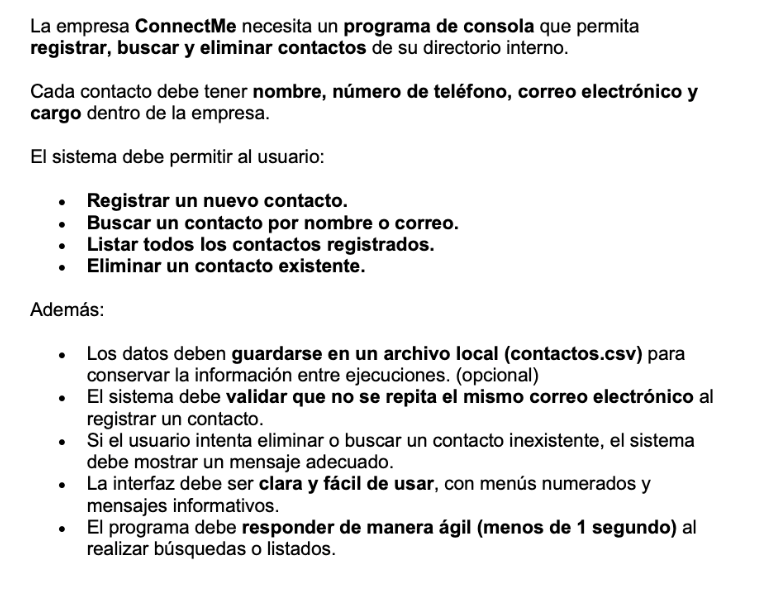 La empresa ConnectMe necesita un programa de consola que permita
registrar, buscar y eliminar contactos de su directorio interno.
Cada contacto debe tener nombre, número de teléfono, correo electrónico y
cargo dentro de la empresa.
El sistema debe permitir al usuario:
• Registrar un nuevo contacto.
• Buscar un contacto por nombre o correo.
• Listar todos los contactos registrados.
• Eliminar un contacto existente.
Además:
• Los datos deben guardarse en un archivo local (contactos.csv) para
conservar la información entre ejecuciones. (opcional)
• El sistema debe validar que no se repita el mismo correo electrónico al
registrar un contacto.
• Si el usuario intenta eliminar o buscar un contacto inexistente, el sistema
debe mostrar un mensaje adecuado.
• La interfaz debe ser clara y fácil de usar, con menús numerados y
mensajes informativos.
• El programa debe responder de manera ágil (menos de 1 segundo) al
realizar búsquedas o listados.